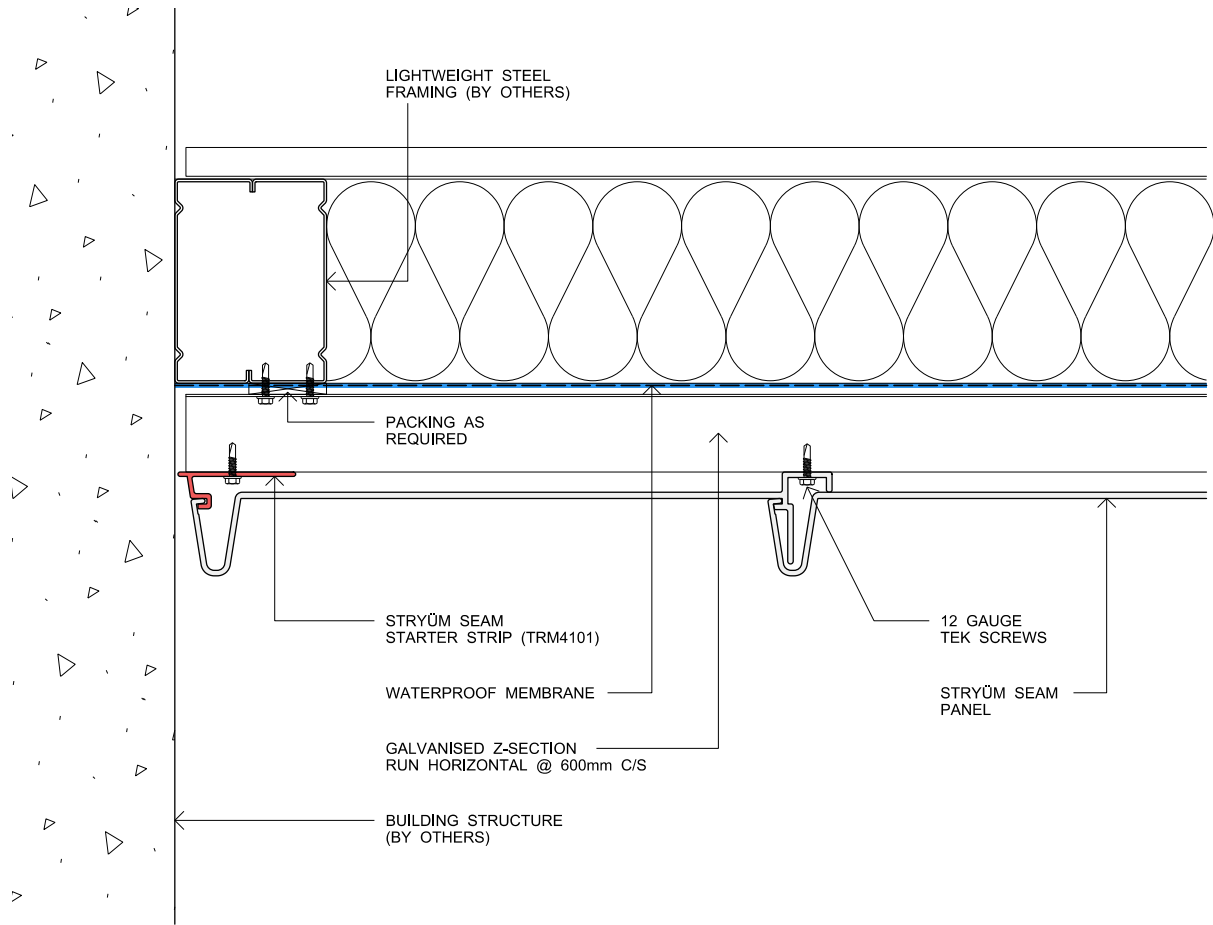 LIGHTWEIGHT STEEL
FRAMING (BY OTHERS)
PACKING AS
REQUIRED
STRYÜM SEAM
STARTER STRIP (TRM4101)
12 GAUGE
TEK SCREWS
WATERPROOF MEMBRANE
STRYÜM SEAM
PANEL
GALVANISED Z-SECTION
RUN HORIZONTAL @ 600mm C/S
BUILDING STRUCTURE
(BY OTHERS)